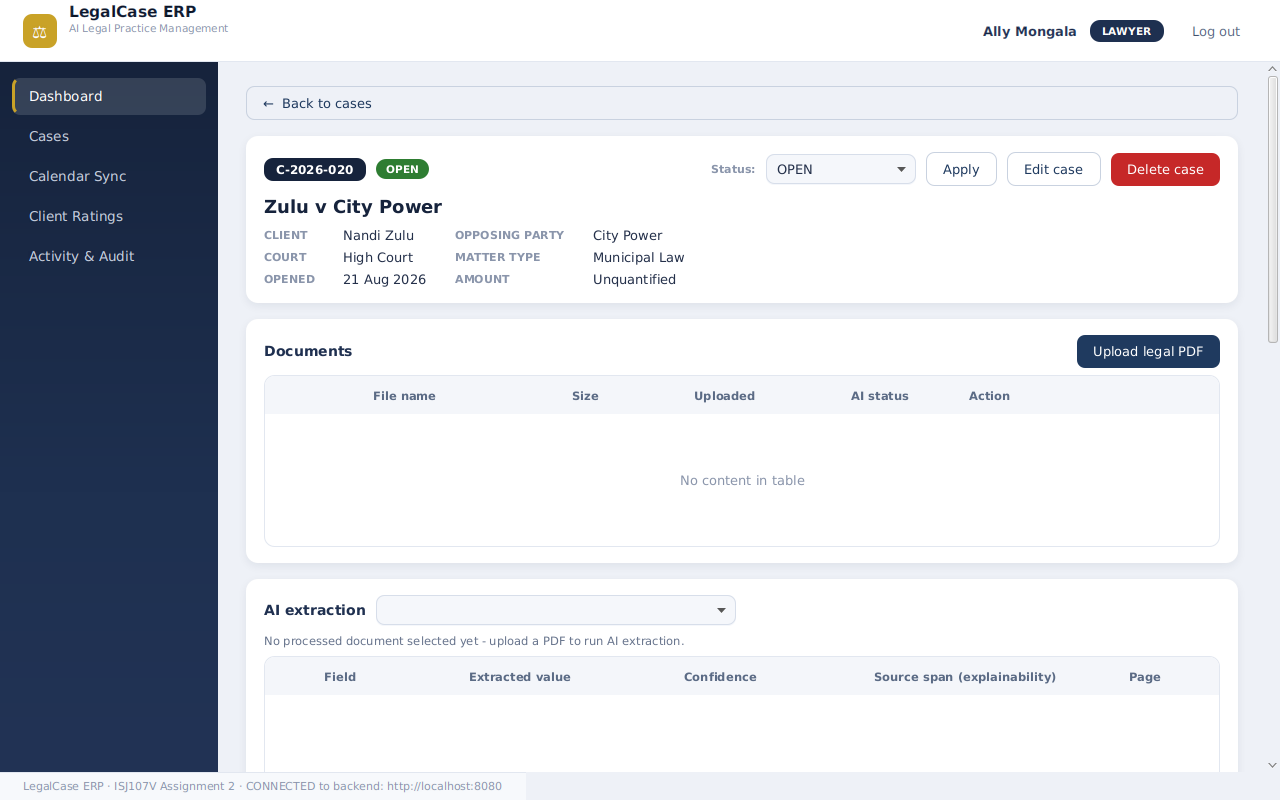 LegalCase ERP
AI Legal Practice Management
Ally Mongala LAWYER Log out
Dashboard
Cases
Calendar Sync
Client Ratings
Activity & Audit
← Back to cases
C-2026-020 OPEN Status: OPEN Apply Edit case Delete case
Zulu v City Power
CLIENT Nandi Zulu OPPOSING PARTY City Power
COURT High Court MATTER TYPE Municipal Law
OPENED 21 Aug 2026 AMOUNT Unquantified
Documents Upload legal PDF
File name Size Uploaded AI status Action
No content in table
AI extraction
No processed document selected yet - upload a PDF to run AI extraction.
Field Extracted value Confidence Source span (explainability) Page
LegalCase ERP · ISJ107V Assignment 2 · CONNECTED to backend: http://localhost:8080